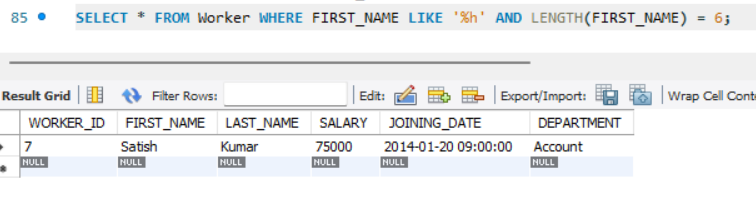 85 SELECT * FROM Worker WHERE FIRST_NAME LIKE '%h' AND LENGTH(FIRST_NAME) = 6;
Result Grid Filter Rows: Edit: Export/Import: Wrap Cell Conte
WORKER_ID FIRST_NAME LAST_NAME SALARY JOINING_DATE DEPARTMENT
7 Satish Kumar 75000 2014-01-20 09:00:00 Account
NULL NULL NULL NULL NULL NULL